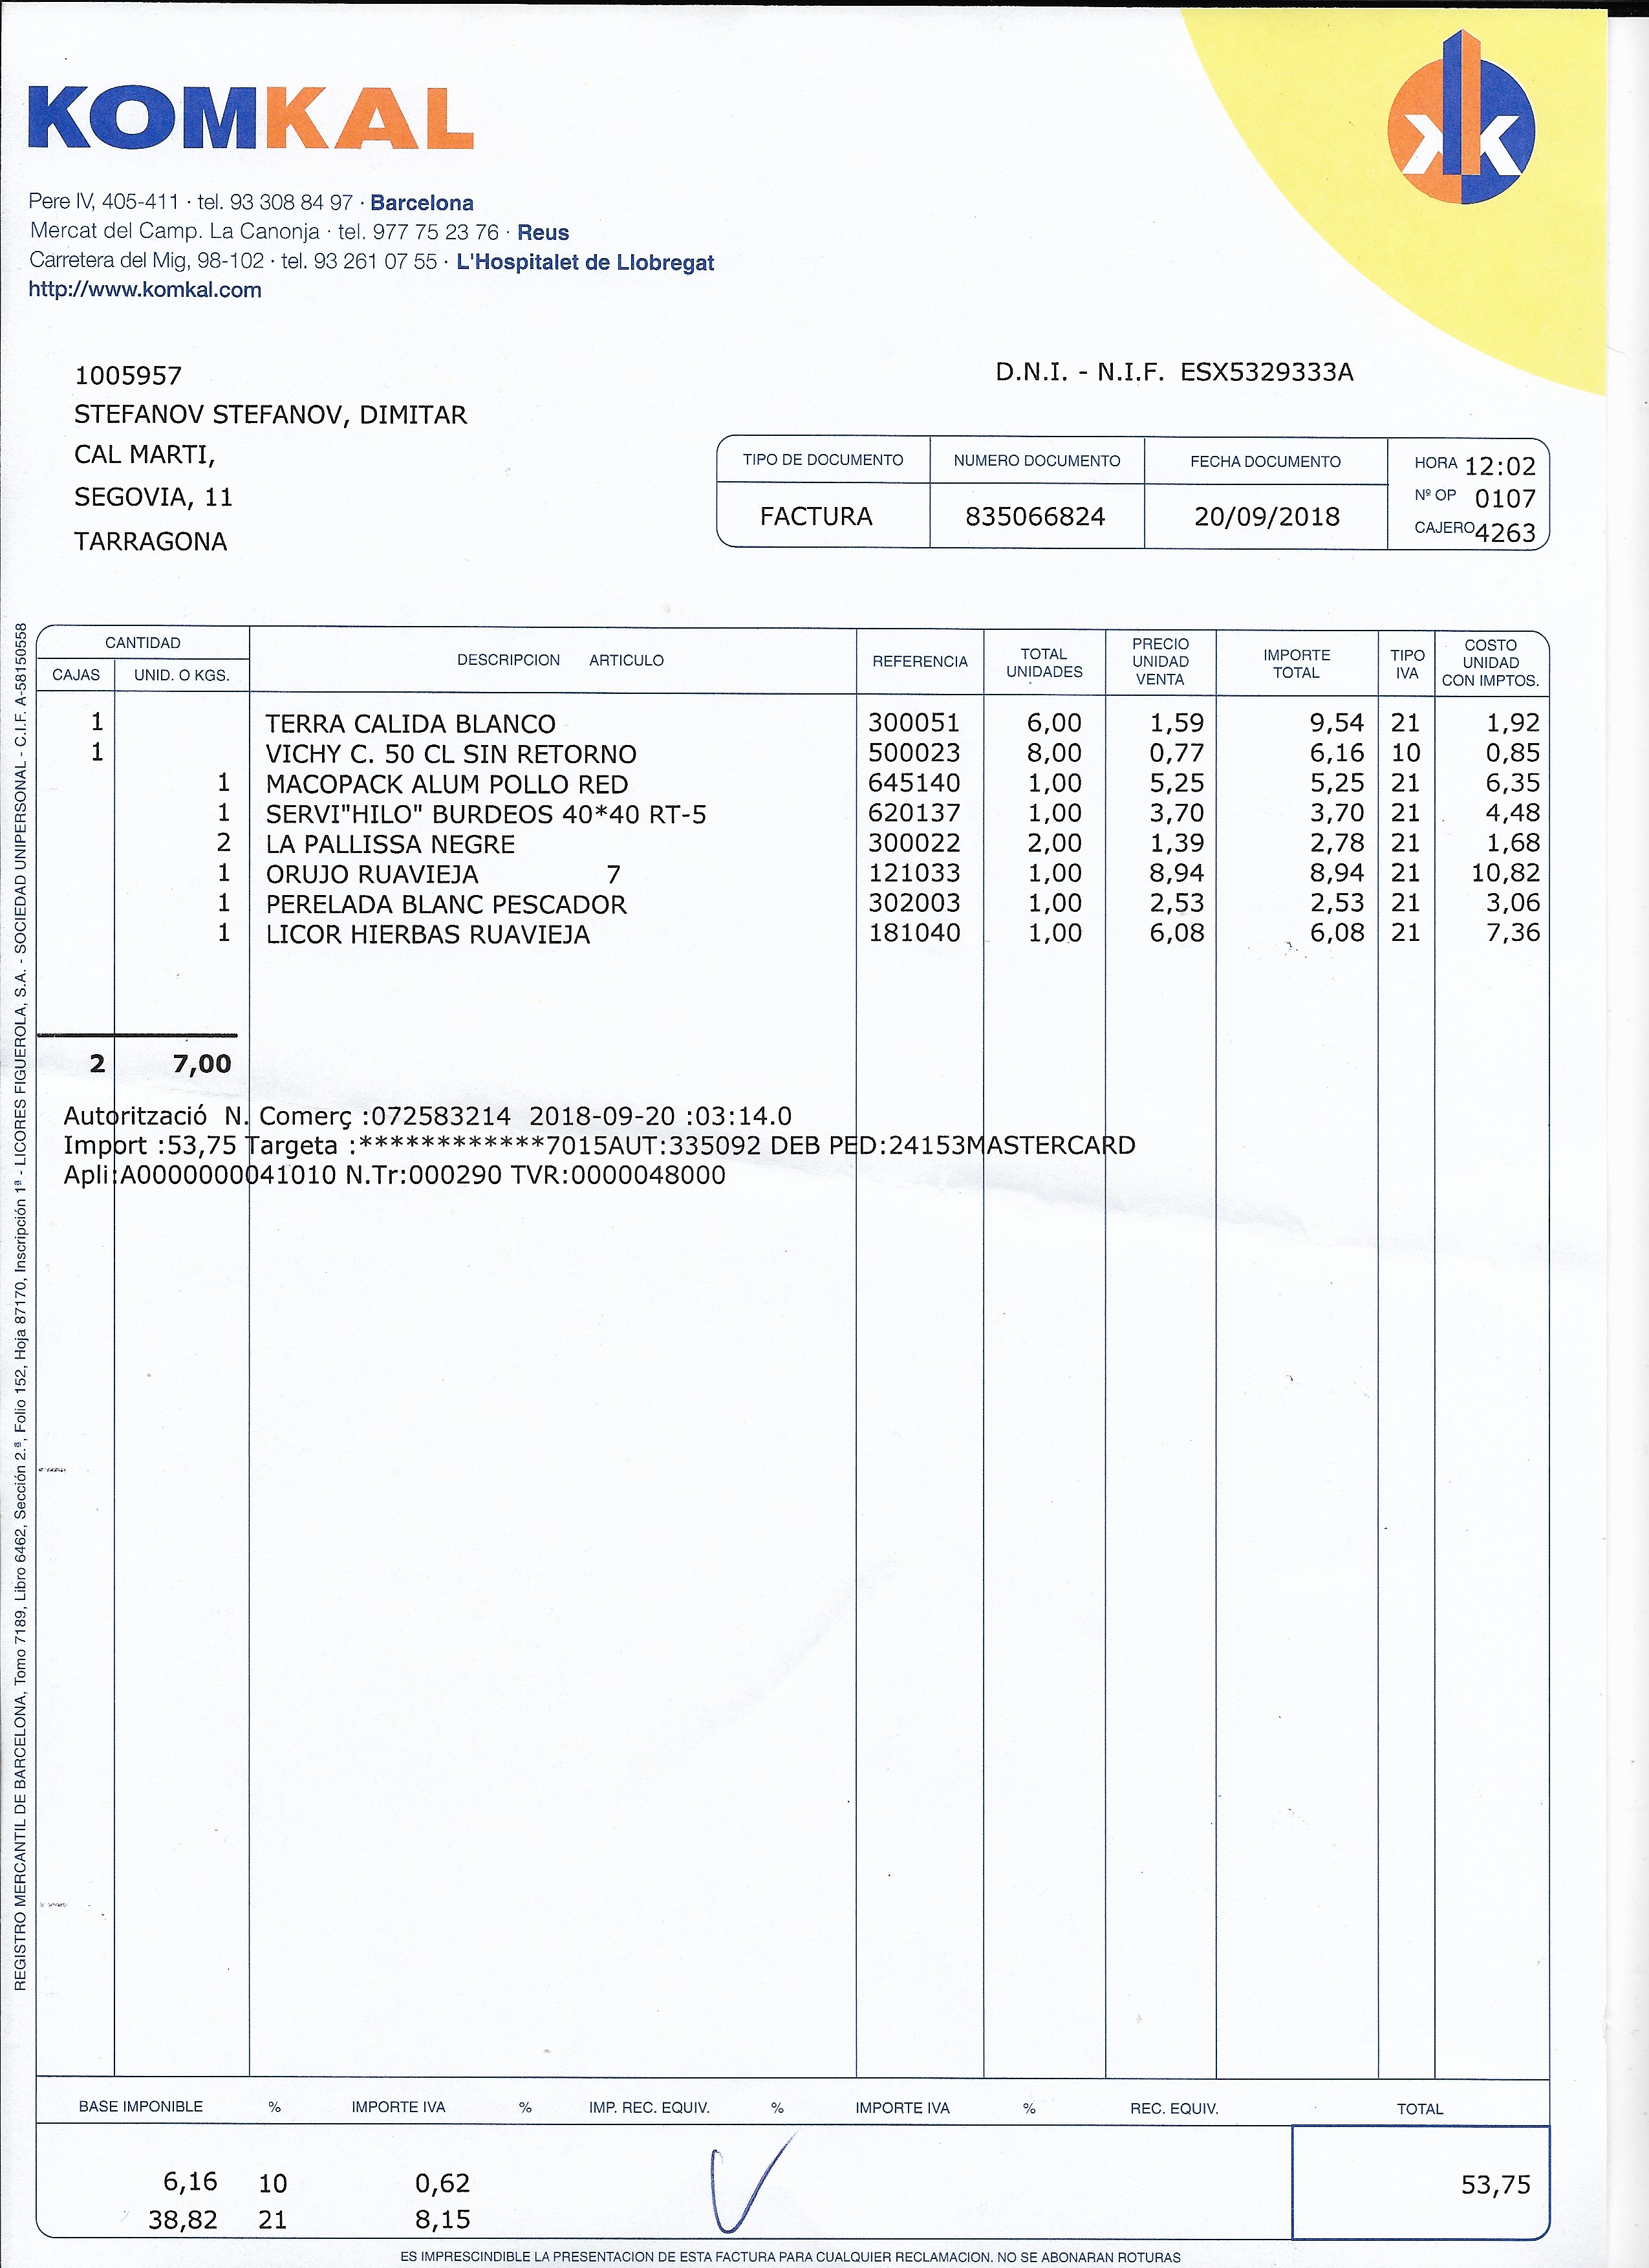 KOMKAL
Pere IV, 405-411 · tel. 93 308 84 97 · Barcelona
Mercat del Camp. La Canonja · tel. 977 75 23 76 · Reus
Carretera del Mig, 98-102 · tel. 93 261 07 55 · L'Hospitalet de Llobregat
http://www.komkal.com
kk
1005957
D.N.I. - N.I.F. ESX5329333A
STEFANOV STEFANOV, DIMITAR
CAL MARTI,
SEGOVIA, 11
TARRAGONA
TIPO DE DOCUMENTO NUMERO DOCUMENTO FECHA DOCUMENTO HORA 12:02
Nº OP 0107
FACTURA 835066824 20/09/2018 CAJERO 4263
CANTIDAD
CAJAS UNID. O KGS. DESCRIPCION ARTICULO REFERENCIA TOTAL UNIDADES PRECIO UNIDAD VENTA IMPORTE TOTAL TIPO IVA COSTO UNIDAD CON IMPTOS.
1 TERRA CALIDA BLANCO 300051 6,00 1,59 9,54 21 1,92
1 VICHY C. 50 CL SIN RETORNO 500023 8,00 0,77 6,16 10 0,85
1 MACOPACK ALUM POLLO RED 645140 1,00 5,25 5,25 21 6,35
1 SERVI"HILO" BURDEOS 40*40 RT-5 620137 1,00 3,70 3,70 21 4,48
2 LA PALLISSA NEGRE 300022 2,00 1,39 2,78 21 1,68
1 ORUJO RUAVIEJA 7 121033 1,00 8,94 8,94 21 10,82
1 PERELADA BLANC PESCADOR 302003 1,00 2,53 2,53 21 3,06
1 LICOR HIERBAS RUAVIEJA 181040 1,00 6,08 6,08 21 7,36
2 7,00
Autorització N. Comerç :072583214 2018-09-20 :03:14.0
Import :53,75 Targeta :************7015AUT:335092 DEB PED:24153MASTERCARD
Apli:A0000000041010 N.Tr:000290 TVR:0000048000
REGISTRO MERCANTIL DE BARCELONA, Tomo 7189, Libro 6462, Sección 2.ª, Folio 152, Hoja 87170, Inscripción 1ª - LICORES FIGUEROLA, S.A. - SOCIEDAD UNIPERSONAL - C.I.F. A-58150558
BASE IMPONIBLE % IMPORTE IVA % IMP. REC. EQUIV. % IMPORTE IVA % REC. EQUIV. TOTAL
6,16 10 0,62 53,75
38,82 21 8,15
ES IMPRESCINDIBLE LA PRESENTACION DE ESTA FACTURA PARA CUALQUIER RECLAMACION. NO SE ABONARAN ROTURAS